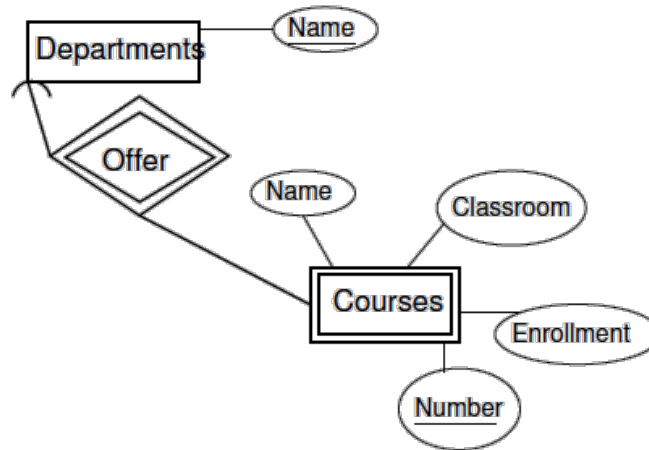 Name
Departments
Offer
Name
Classroom
Courses
Enrollment
Number